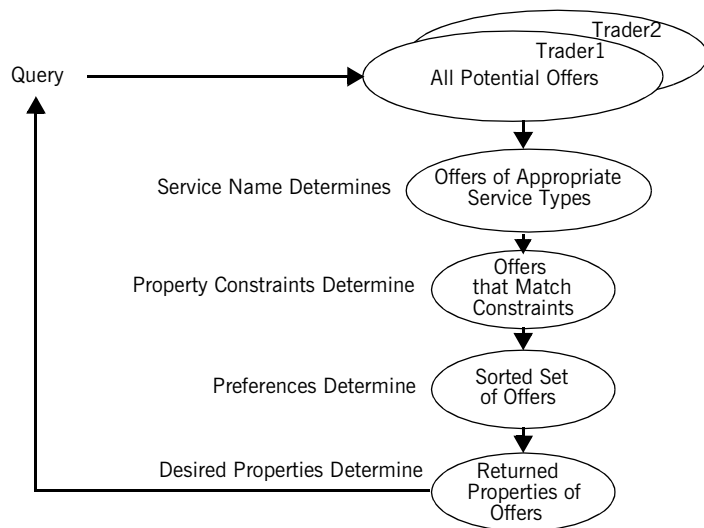 Trader2
Trader1
Query
All Potential Offers
Service Name Determines
Offers of Appropriate
Service Types
Property Constraints Determine
Offers
that Match
Constraints
Preferences Determine
Sorted Set
of Offers
Desired Properties Determine
Returned
Properties of
Offers